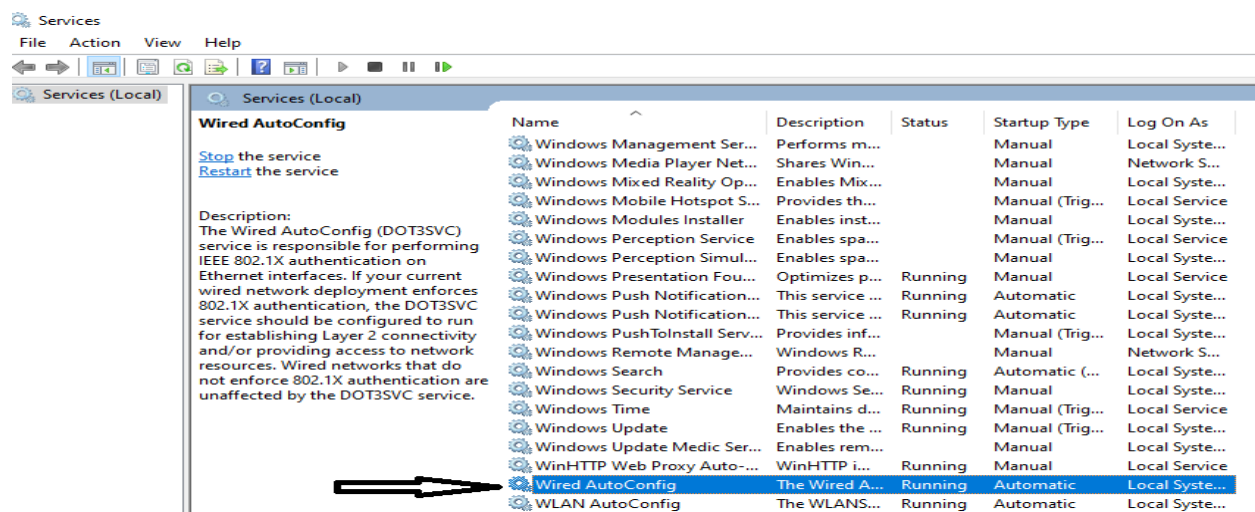 Services
File Action View Help
Services (Local)
Services (Local)
Wired AutoConfig
Stop the service
Restart the service
Description:
The Wired AutoConfig (DOT3SVC)
service is responsible for performing
IEEE 802.1X authentication on
Ethernet interfaces. If your current
wired network deployment enforces
802.1X authentication, the DOT3SVC
service should be configured to run
for establishing Layer 2 connectivity
and/or providing access to network
resources. Wired networks that do
not enforce 802.1X authentication are
unaffected by the DOT3SVC service.
Name Description Status Startup Type Log On As
Windows Management Ser... Performs m... Manual Local Syste...
Windows Media Player Net... Shares Win... Manual Network S...
Windows Mixed Reality Op... Enables Mix... Manual Local Syste...
Windows Mobile Hotspot S... Provides th... Manual (Trig... Local Service
Windows Modules Installer Enables inst... Manual Local Syste...
Windows Perception Service Enables spa... Manual (Trig... Local Service
Windows Perception Simul... Enables spa... Manual Local Syste...
Windows Presentation Fou... Optimizes p... Running Manual Local Service
Windows Push Notification... This service ... Running Automatic Local Syste...
Windows Push Notification... This service ... Running Automatic Local Syste...
Windows PushToInstall Serv... Provides inf... Manual (Trig... Local Syste...
Windows Remote Manage... Windows R... Manual Network S...
Windows Search Provides co... Running Automatic (... Local Syste...
Windows Security Service Windows Se... Running Manual Local Syste...
Windows Time Maintains d... Running Manual (Trig... Local Service
Windows Update Enables the ... Running Manual (Trig... Local Syste...
Windows Update Medic Ser... Enables rem... Manual Local Syste...
WinHTTP Web Proxy Auto-... WinHTTP i... Running Manual Local Service
Wired AutoConfig The Wired A... Running Automatic Local Syste...
WLAN AutoConfig The WLANS... Running Automatic Local Syste...